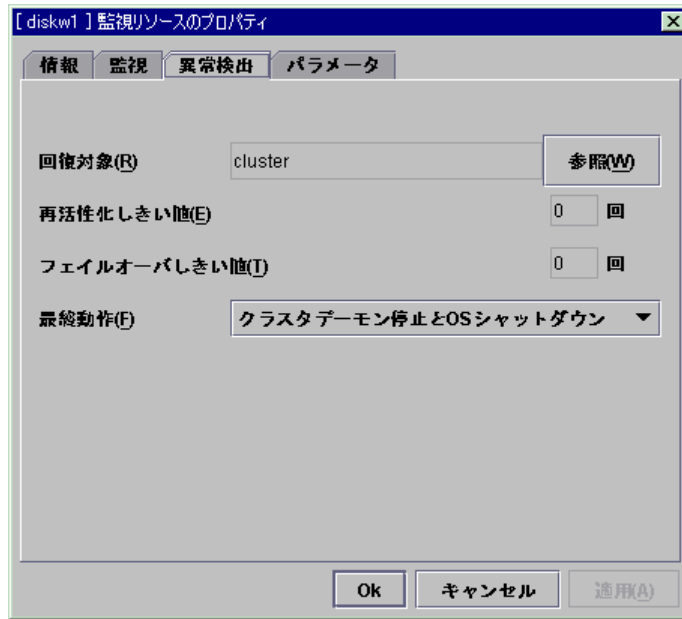 [ diskw1 ] 監視リソースのプロパティ
情報 監視 異常検出 パラメータ
回復対象(R) cluster 参照(W)
再活性化しきい値(E) 0 回
フェイルオーバしきい値(T) 0 回
最終動作(F) クラスタデーモン停止とOSシャットダウン
Ok キャンセル 適用(A)